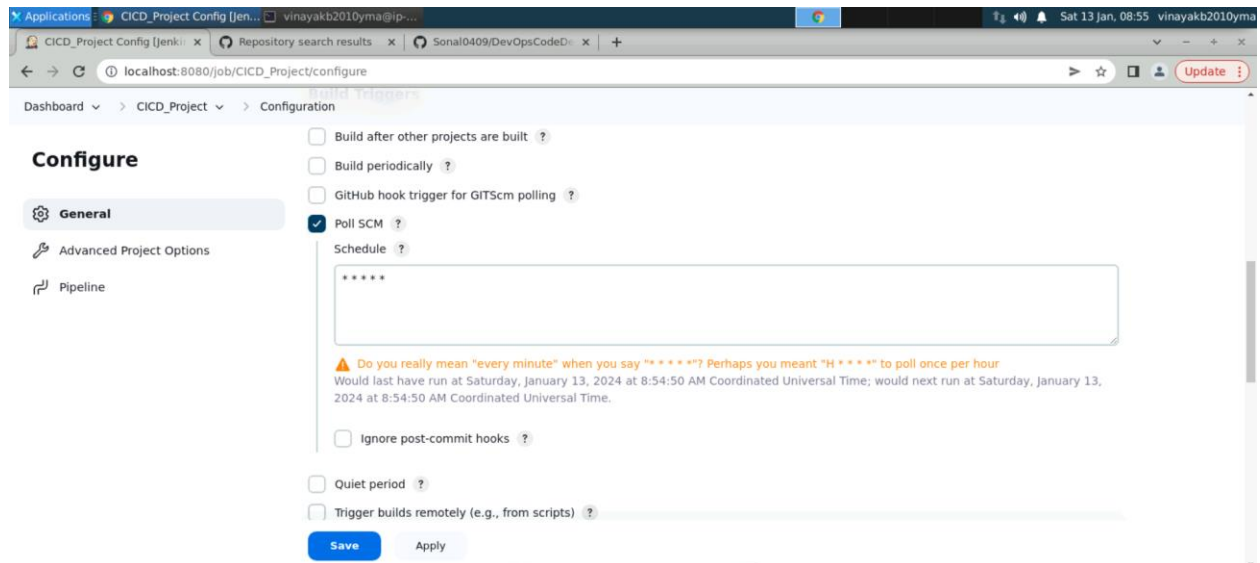 Applications
CICD_Project Config [Jen...
vinayakb2010yma@ip-...
Sat 13 Jan, 08:55 vinayakb2010yma
CICD_Project Config [Jenki
Repository search results
Sonal0409/DevOpsCodeDe
localhost:8080/job/CICD_Project/configure
Update
Dashboard > CICD_Project > Configuration
Build Triggers
Configure
General
Advanced Project Options
Pipeline
Build after other projects are built ?
Build periodically ?
GitHub hook trigger for GITScm polling ?
Poll SCM ?
Schedule ?
* * * * *
Do you really mean "every minute" when you say "* * * * *"? Perhaps you meant "H * * * *" to poll once per hour
Would last have run at Saturday, January 13, 2024 at 8:54:50 AM Coordinated Universal Time; would next run at Saturday, January 13,
2024 at 8:54:50 AM Coordinated Universal Time.
Ignore post-commit hooks ?
Quiet period ?
Trigger builds remotely (e.g., from scripts) ?
Save
Apply